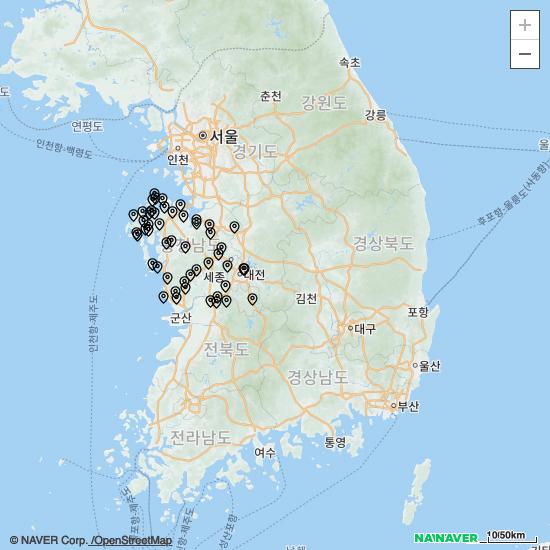 +
−
속초
춘천
강원도
강릉
연평도
서울
인천
경기도
인천항-백령도
울
후포항-울릉도(사동항)
경상북도
세종
대전
김천
포항
군산
인천항-제주도
대구
전북도
울산
경상남도
부산
전라남도
통영
여수
© NAVER Corp. /OpenStreetMap
NAVER
10/50km